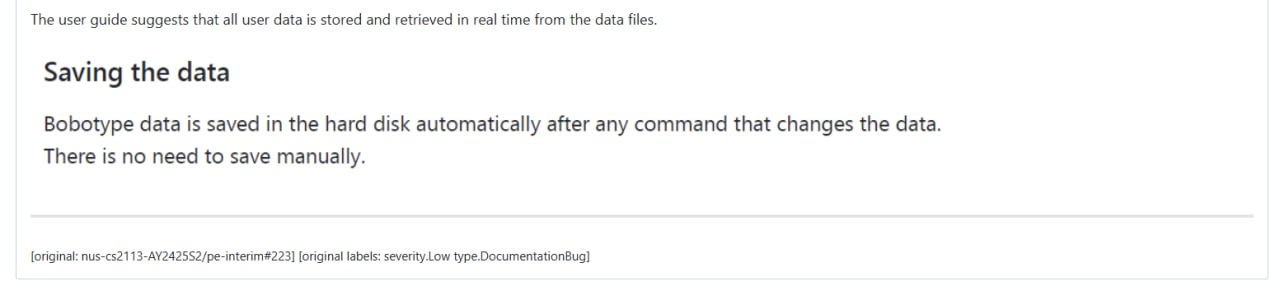 The user guide suggests that all user data is stored and retrieved in real time from the data files.
Saving the data
Bobotype data is saved in the hard disk automatically after any command that changes the data.
There is no need to save manually.
[original: nus-cs2113-AY2425S2/pe-interim#223] [original labels: severity.Low type.DocumentationBug]